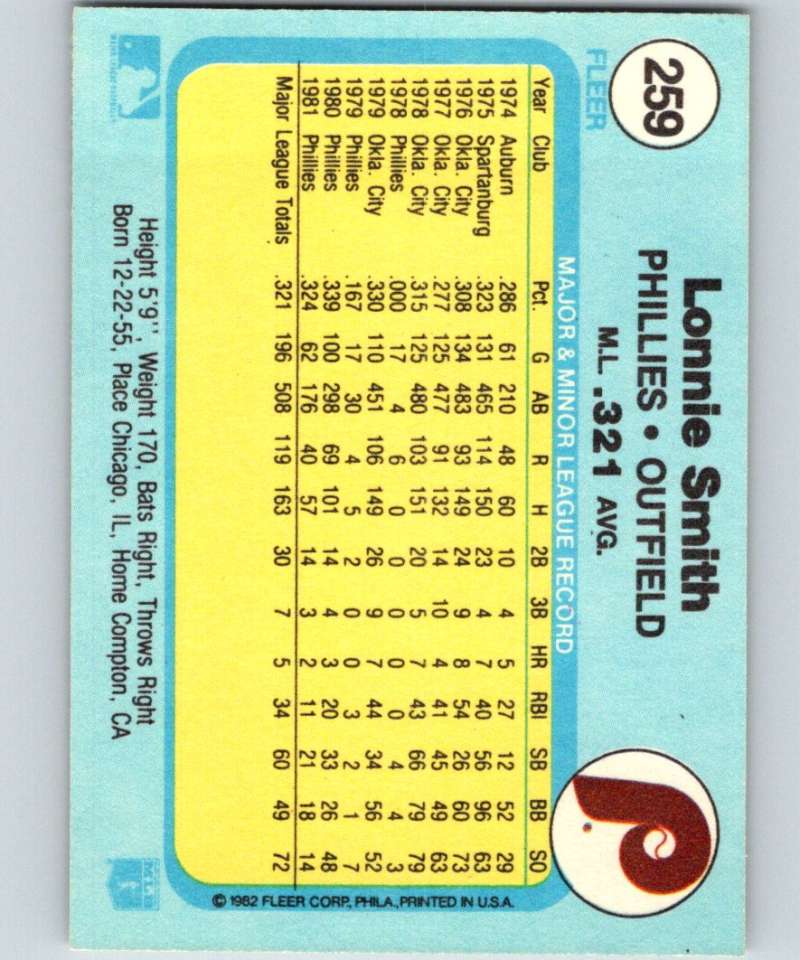 259
FLEER
Lonnie Smith
PHILLIES • OUTFIELD
M.L. .321 AVG.
MAJOR & MINOR LEAGUE RECORD
Year Club Pct. G AB R H 2B 3B HR RBI SB BB SO
1974 Auburn .286 61 210 48 60 10 4 5 27 12 52 29
1975 Spartanburg .323 131 465 114 150 23 4 7 40 56 96 63
1976 Okla. City .308 134 483 93 149 24 9 8 54 26 60 73
1977 Okla. City .277 125 477 91 132 14 10 4 41 45 49 63
1978 Okla. City .315 125 480 103 151 20 5 7 43 66 79 79
1978 Phillies .000 17 4 6 0 0 0 0 0 4 4 3
1979 Okla. City .330 110 451 106 149 26 9 7 44 34 56 52
1979 Phillies .167 17 30 4 5 2 0 0 3 2 1 7
1980 Phillies .339 100 298 69 101 14 4 3 20 33 26 48
1981 Phillies .324 62 176 40 57 14 3 2 11 21 18 14
Major League Totals .321 196 508 119 163 30 7 5 34 60 49 72
© 1982 FLEER CORP., PHILA., PRINTED IN U.S.A.
Height 5'9", Weight 170, Bats Right, Throws Right
Born 12-22-55, Place Chicago, IL, Home Compton, CA